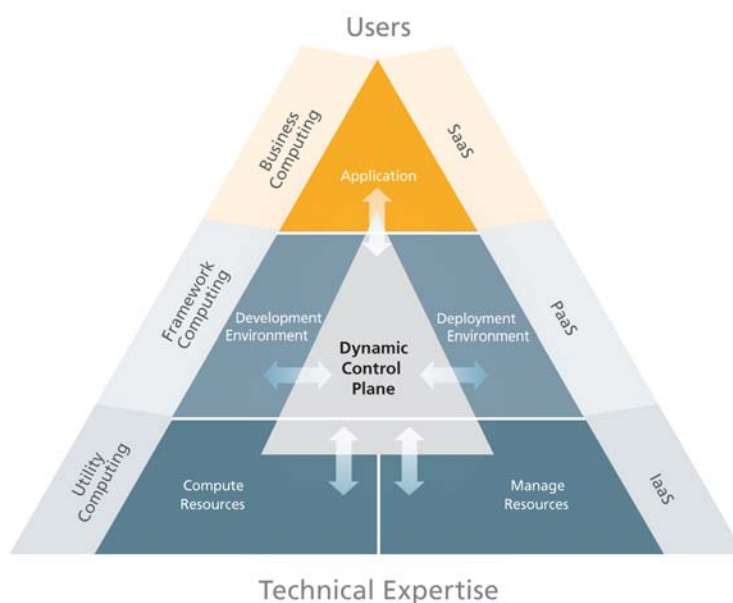 Users
Business
Computing
SaaS
Application
Framework
Computing
PaaS
Development
Environment
Deployment
Environment
Dynamic
Control
Plane
Utility
Computing
IaaS
Compute
Resources
Manage
Resources
Technical Expertise